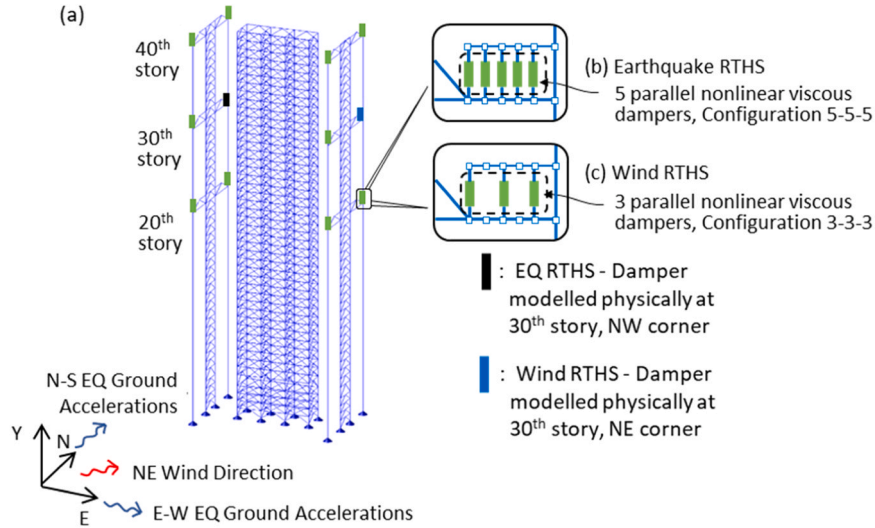 (a)
40th
story
30th
story
20th
story
(b) Earthquake RTHS
5 parallel nonlinear viscous
dampers, Configuration 5-5-5
(c) Wind RTHS
3 parallel nonlinear viscous
dampers, Configuration 3-3-3
: EQ RTHS - Damper
modelled physically at
30th story, NW corner
: Wind RTHS - Damper
modelled physically at
30th story, NE corner
N-S EQ Ground
Accelerations
Y
N
NE Wind Direction
E
E-W EQ Ground Accelerations